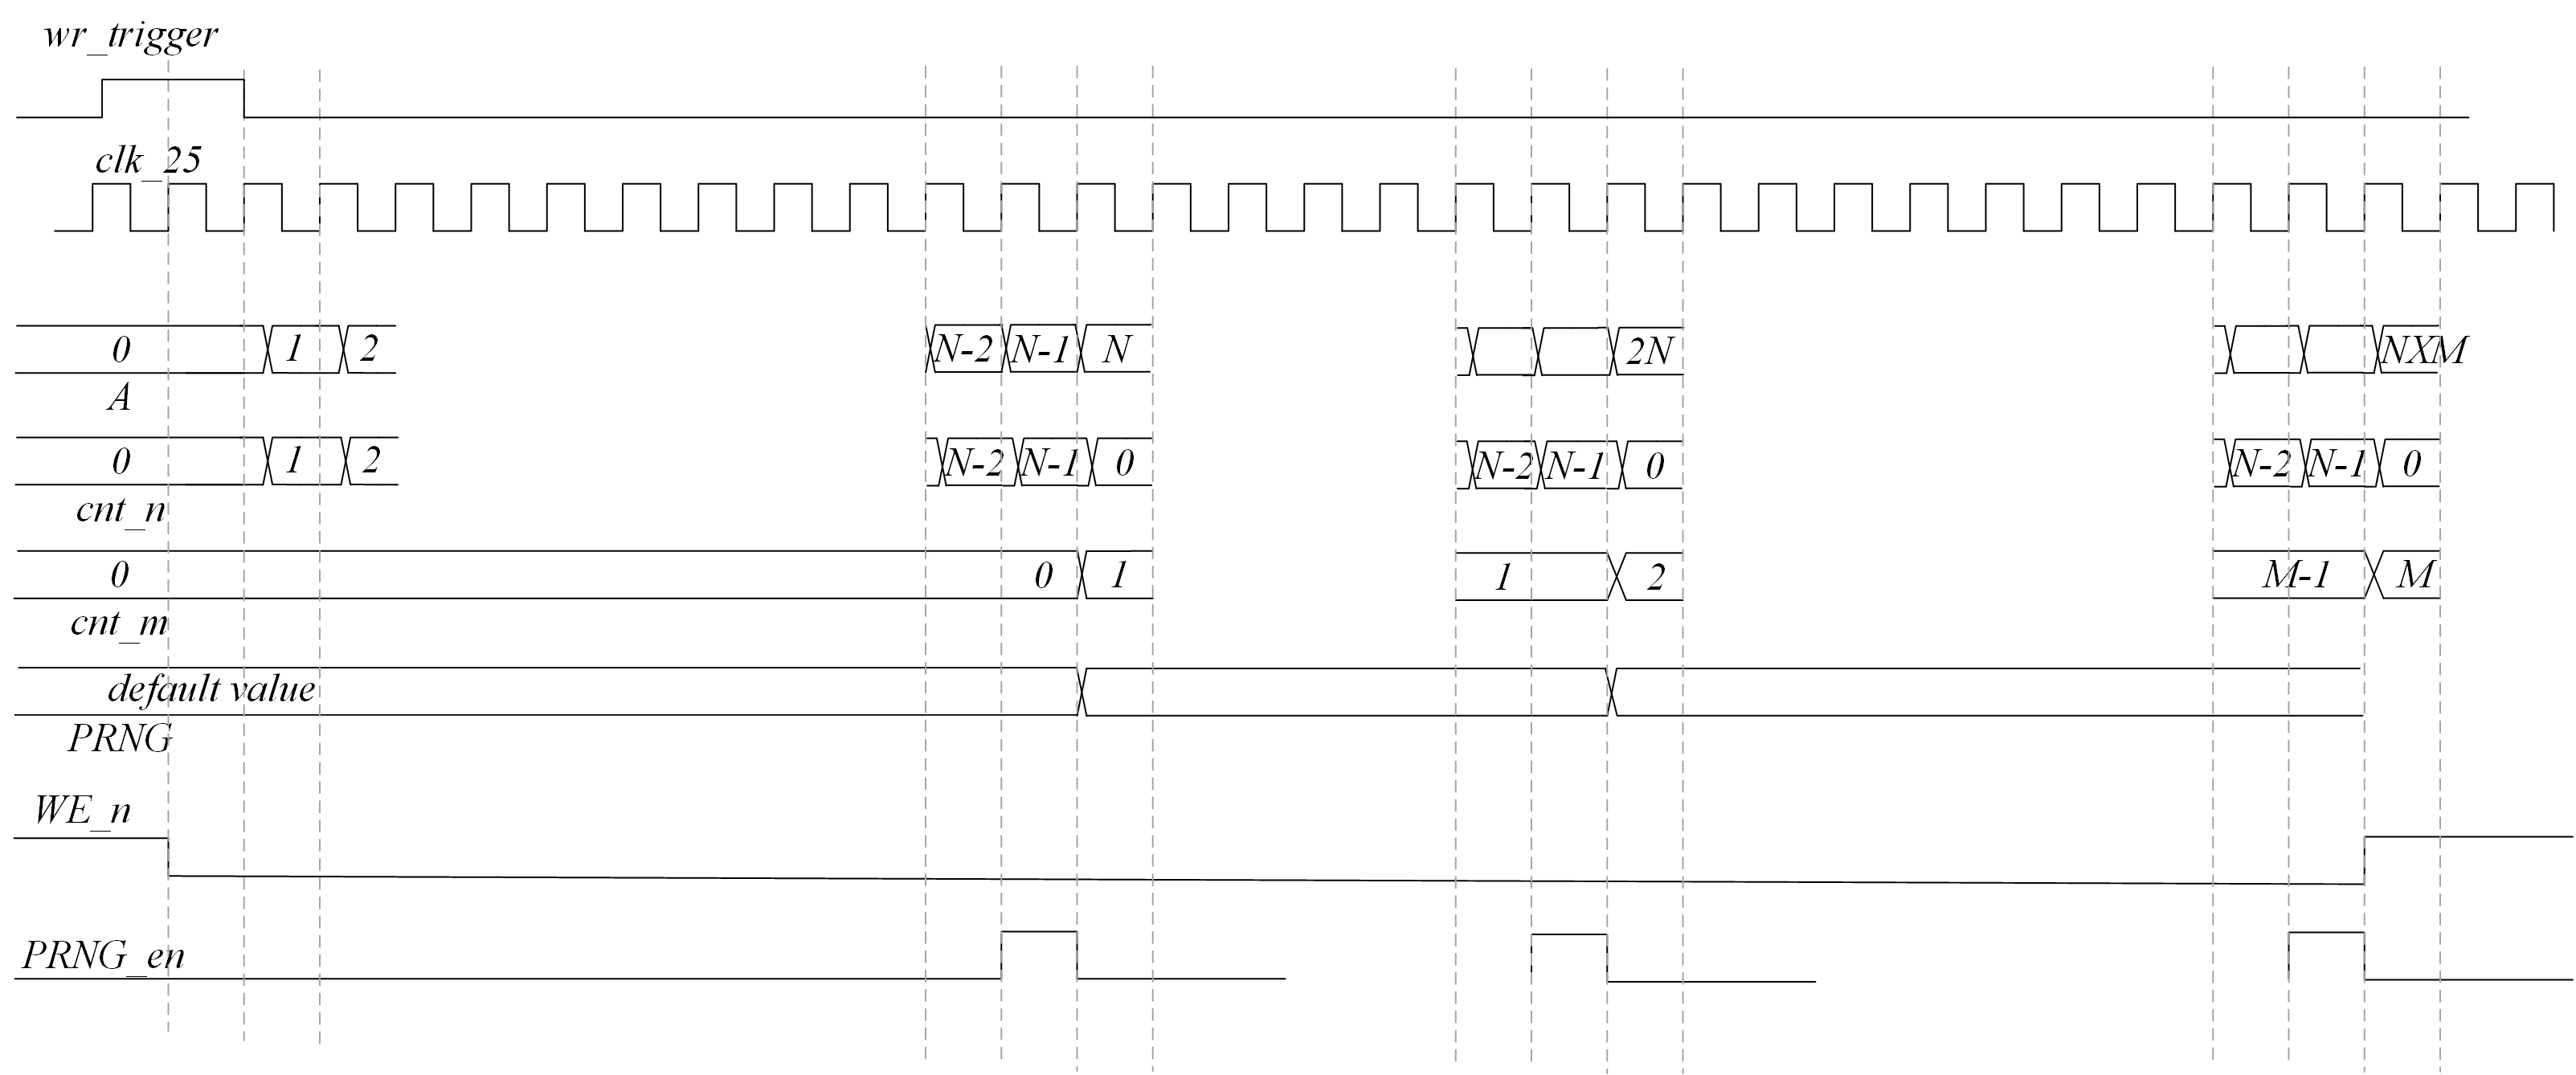 wr_trigger
clk_25
0 1 2 N-2 N-1 N 2N NXM
A
0 1 2 N-2 N-1 0 N-2 N-1 0 N-2 N-1 0
cnt_n
0 0 1 1 2 M-1 M
cnt_m
default value
PRNG
WE_n
PRNG_en